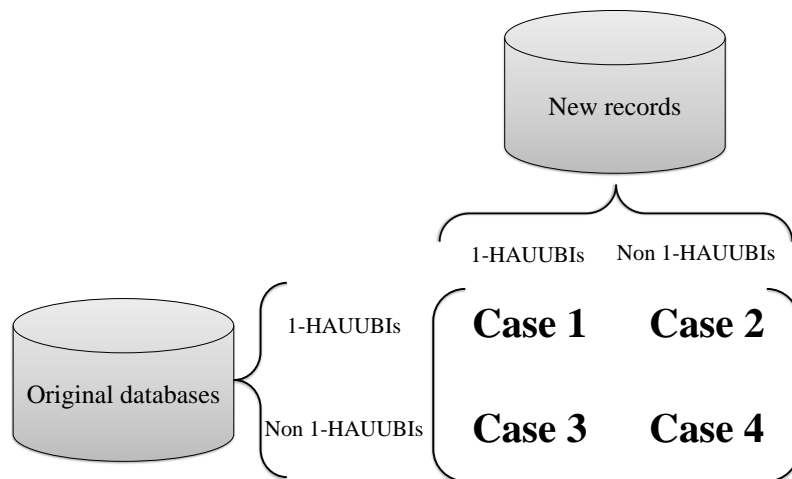 New records
1-HAUUBIs Non 1-HAUUBIs
1-HAUUBIs Case 1 Case 2
Original databases
Non 1-HAUUBIs Case 3 Case 4